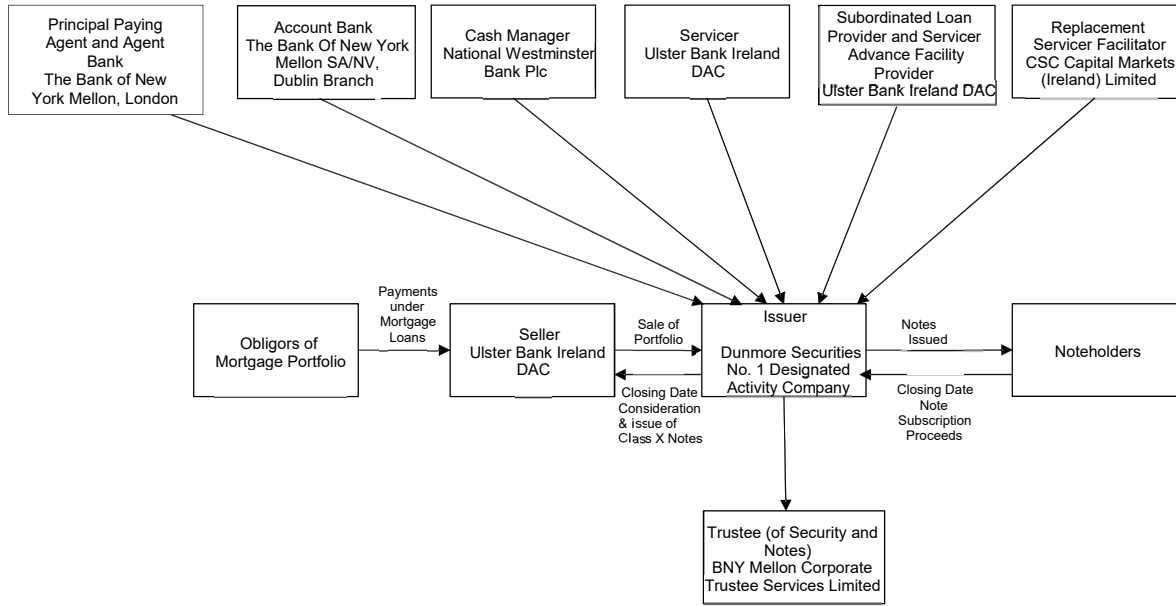 Principal Paying
Agent and Agent
Bank
The Bank of New
York Mellon, London
Account Bank
The Bank Of New York
Mellon SA/NV,
Dublin Branch
Cash Manager
National Westminster
Bank Plc
Servicer
Ulster Bank Ireland
DAC
Subordinated Loan
Provider and Servicer
Advance Facility
Provider
Ulster Bank Ireland DAC
Replacement
Servicer Facilitator
CSC Capital Markets
(Ireland) Limited
Obligors of
Mortgage Portfolio
Payments
under
Mortgage
Loans
Seller
Ulster Bank Ireland
DAC
Sale of
Portfolio
Closing Date
Consideration
& issue of
Class X Notes
Issuer
Dunmore Securities
No. 1 Designated
Activity Company
Notes
Issued
Closing Date
Note
Subscription
Proceeds
Noteholders
Trustee (of Security and
Notes)
BNY Mellon Corporate
Trustee Services Limited